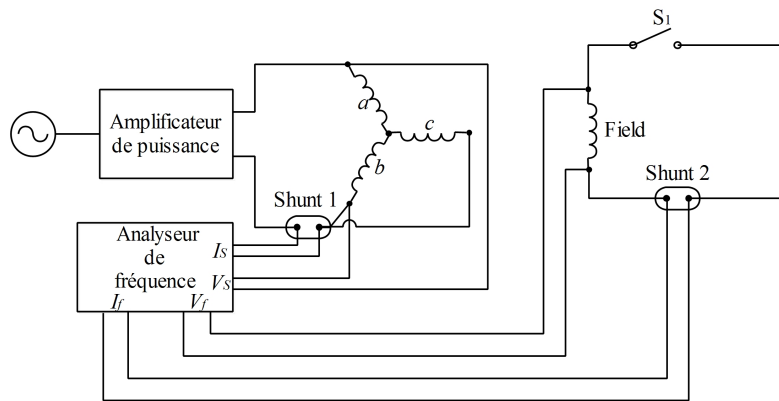 S1
Amplificateur
de puissance
a
c
b
Field
Shunt 1
Shunt 2
Analyseur
de
fréquence
IS
VS
If
Vf